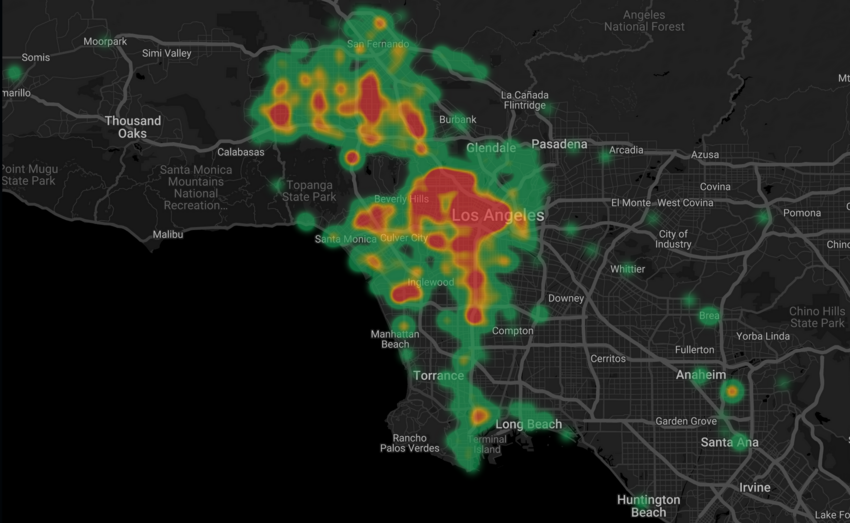 Angeles
National Forest
Moorpark
San Fernando
Simi Valley
Somis
Mt
marillo
La Cañada
Flintridge
Thousand
Oaks
Burbank
Glendale
Pasadena
Arcadia
Azusa
Calabasas
Point Mugu
State Park
Santa Monica
Mountains
National
Recreation...
Topanga
State Park
Covina
Beverly Hills
El Monte
West Covina
Pomona
Los Angeles
Malibu
Santa Monica
Culver City
City of
Industry
Chino
Whittier
Inglewood
Downey
Chino Hills
State Park
Brea
Manhattan
Beach
Compton
Yorba Linda
Fullerton
Cerritos
Torrance
Anaheim
Garden Grove
Long Beach
Rancho
Palos Verdes
Terminal
Island
Santa Ana
Irvine
Huntington
Beach
Lake Fo